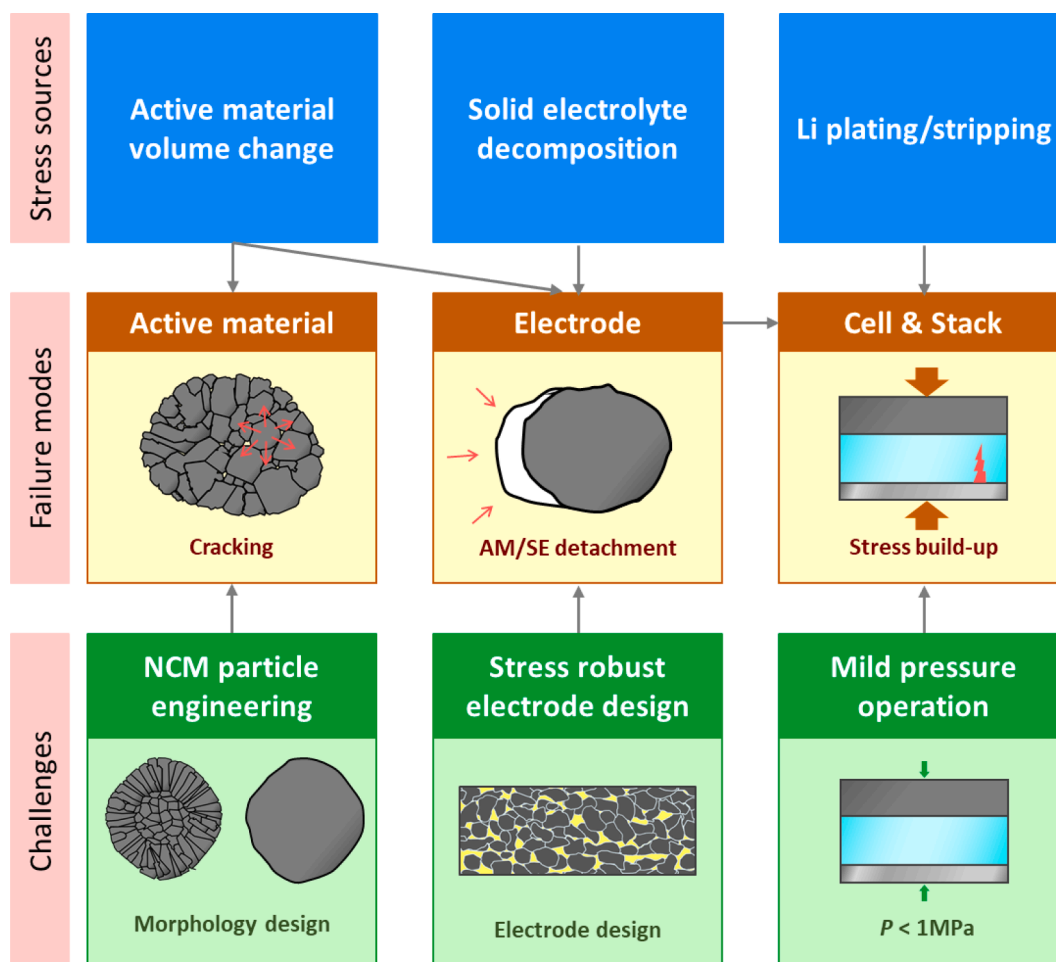 Stress sources
Active material
volume change
Solid electrolyte
decomposition
Li plating/stripping
Failure modes
Active material
Cracking
Electrode
AM/SE detachment
Cell & Stack
Stress build-up
Challenges
NCM particle
engineering
Morphology design
Stress robust
electrode design
Electrode design
Mild pressure
operation
P < 1MPa